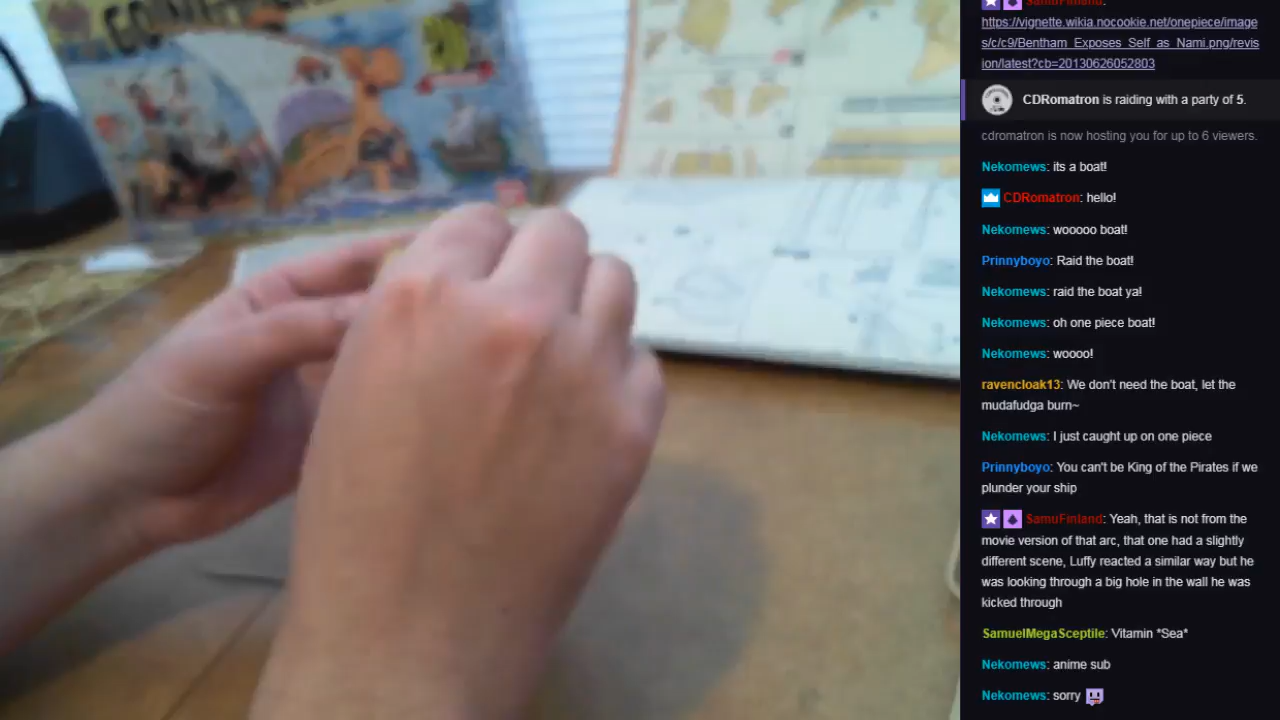 GO
SamuFinland:
https://vignette.wikia.nocookie.net/onepiece/image
s/c/c9/Bentham_Exposes_Self_as_Nami.png/revis
ion/latest?cb=20130626052803
CDRomatron is raiding with a party of 5.
cdromatron is now hosting you for up to 6 viewers.
Nekomews: its a boat!
CDRomatron: hello!
Nekomews: wooooo boat!
Prinnyboyo: Raid the boat!
Nekomews: raid the boat ya!
Nekomews: oh one piece boat!
Nekomews: woooo!
ravencloak13: We don't need the boat, let the
mudafudga burn~
Nekomews: I just caught up on one piece
Prinnyboyo: You can't be King of the Pirates if we
plunder your ship
SamuFinland: Yeah, that is not from the
movie version of that arc, that one had a slightly
different scene, Luffy reacted a similar way but he
was looking through a big hole in the wall he was
kicked through
SamuelMegaSceptile: Vitamin *Sea*
Nekomews: anime sub
Nekomews: sorry